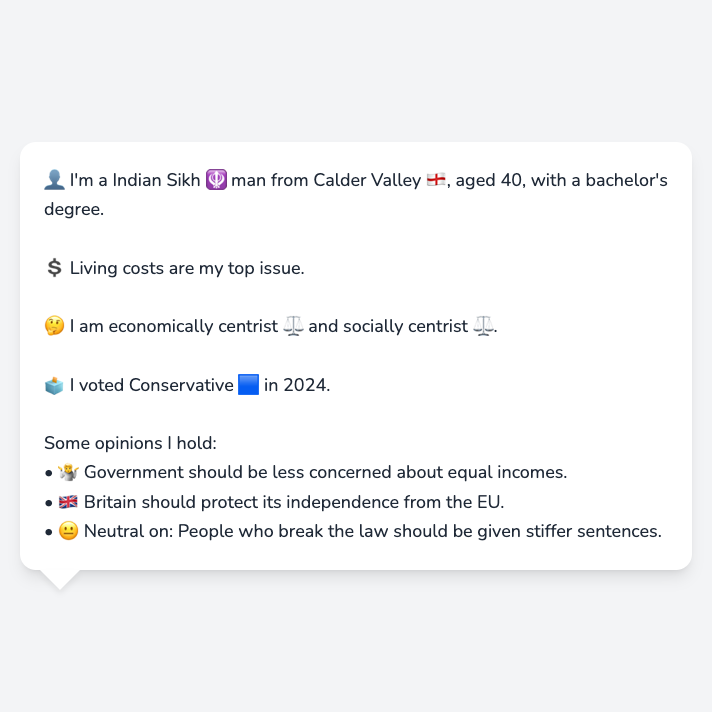 👤 I'm a Indian Sikh 🪯 man from Calder Valley 🏴󠁧󠁢󠁥󠁮󠁧󠁿, aged 40, with a bachelor's
degree.
💲 Living costs are my top issue.
🤔 I am economically centrist ⚖️ and socially centrist ⚖️.
🗳️ I voted Conservative 🟦 in 2024.
Some opinions I hold:
• 🤷 Government should be less concerned about equal incomes.
• 🇬🇧 Britain should protect its independence from the EU.
• 😐 Neutral on: People who break the law should be given stiffer sentences.